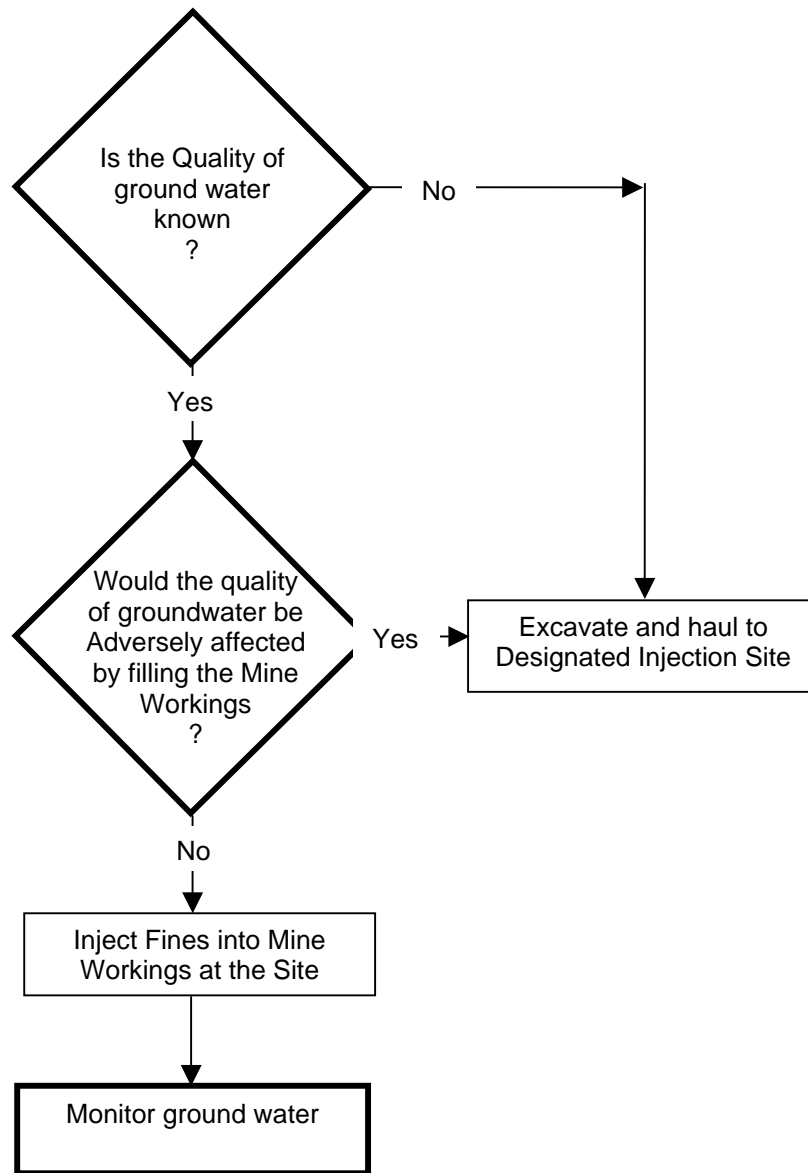 Is the Quality of
ground water
known
?
No
Yes
Would the quality
of groundwater be
Adversely affected
by filling the Mine
Workings
?
Yes
Excavate and haul to
Designated Injection Site
No
Inject Fines into Mine
Workings at the Site
Monitor ground water